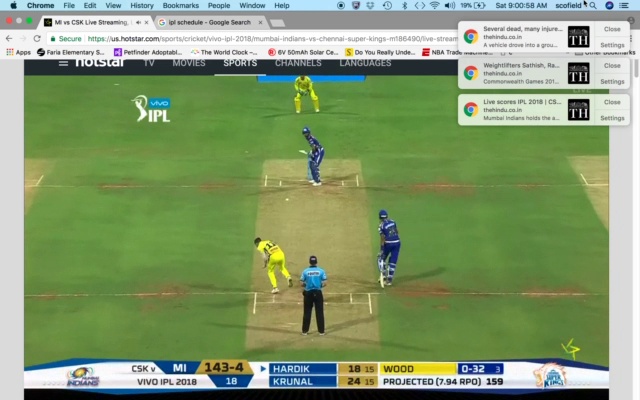 Chrome File Edit View History Bookmarks People Window Help 19% Sat 9:00:58 AM scofield
MI vs CSK Live Streaming,
ipl schedule - Google Search
Secure https://us.hotstar.com/sports/cricket/vivo-ipl-2018/mumbai-indians-vs-chennai-super-kings-m186490/live-stream
Apps Faria Elementary S... Petfinder Adoptabl... The World Clock –... 6V 50mAh Solar Ce... Do You Really Unde... NBA Trade Machine... Other Bookmarks
hotstar TV MOVIES SPORTS CHANNELS LANGUAGES
Several dead, many injure...
thehindu.co.in
A vehicle drove into a grou...
TH
Close
Settings
Weightlifters Sathish, Ra...
thehindu.co.in
Commonwealth Games 201...
TH
Close
Settings
Live scores IPL 2018 | CS...
thehindu.co.in
Mumbai Indians holds the a...
TH
Close
Settings
VIVO
IPL
CSK v MI 143-4 HARDIK 18 15 WOOD 0-32 3
VIVO IPL 2018 18 KRUNAL 24 15 PROJECTED (7.94 RPO) 159
MUMBAI
INDIANS
SUPER
KINGS